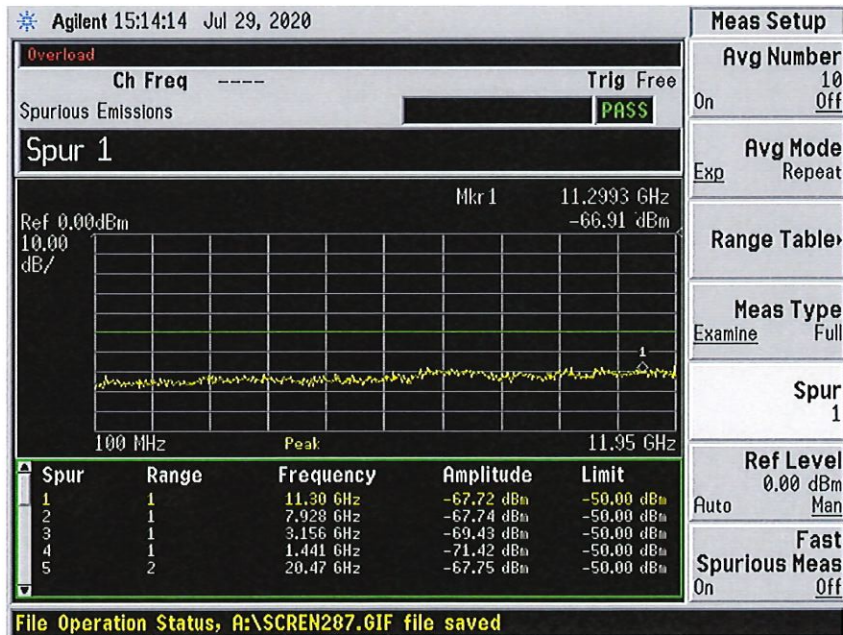 Agilent 15:14:14 Jul 29, 2020
Overload
Ch Freq ----
Trig Free
Spurious Emissions
PASS
Spur 1
Mkr1 11.2993 GHz
-66.91 dBm
Ref 0.00dBm
10.00
dB/
1
100 MHz
Peak
11.95 GHz
Spur Range Frequency Amplitude Limit
1 1 11.30 GHz -67.72 dBm -50.00 dBm
2 1 7.928 GHz -67.74 dBm -50.00 dBm
3 1 3.156 GHz -69.43 dBm -50.00 dBm
4 1 1.441 GHz -71.42 dBm -50.00 dBm
5 2 20.47 GHz -67.75 dBm -50.00 dBm
File Operation Status, A:\SCREN287.GIF file saved
Meas Setup
Avg Number
10
On Off
Avg Mode
Exp Repeat
Range Table
Meas Type
Examine Full
Spur
1
Ref Level
0.00 dBm
Auto Man
Fast
Spurious Meas
On Off